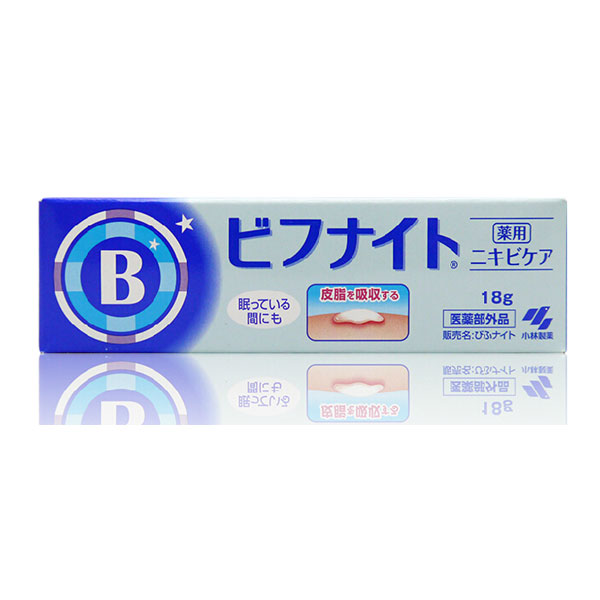 B
ビフナイト®
薬用
ニキビケア
眠っている
間にも
皮脂を吸収する
18g
医薬部外品
販売名:びふナイト
小林製薬